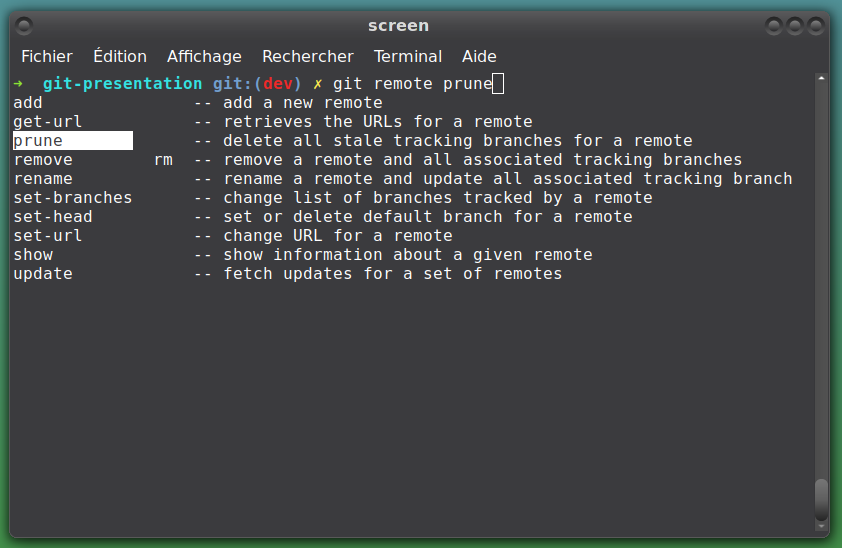 screen
Fichier Édition Affichage Rechercher Terminal Aide
➜ git-presentation git:(dev) ✗ git remote prune
add -- add a new remote
get-url -- retrieves the URLs for a remote
prune -- delete all stale tracking branches for a remote
remove rm -- remove a remote and all associated tracking branches
rename -- rename a remote and update all associated tracking branch
set-branches -- change list of branches tracked by a remote
set-head -- set or delete default branch for a remote
set-url -- change URL for a remote
show -- show information about a given remote
update -- fetch updates for a set of remotes